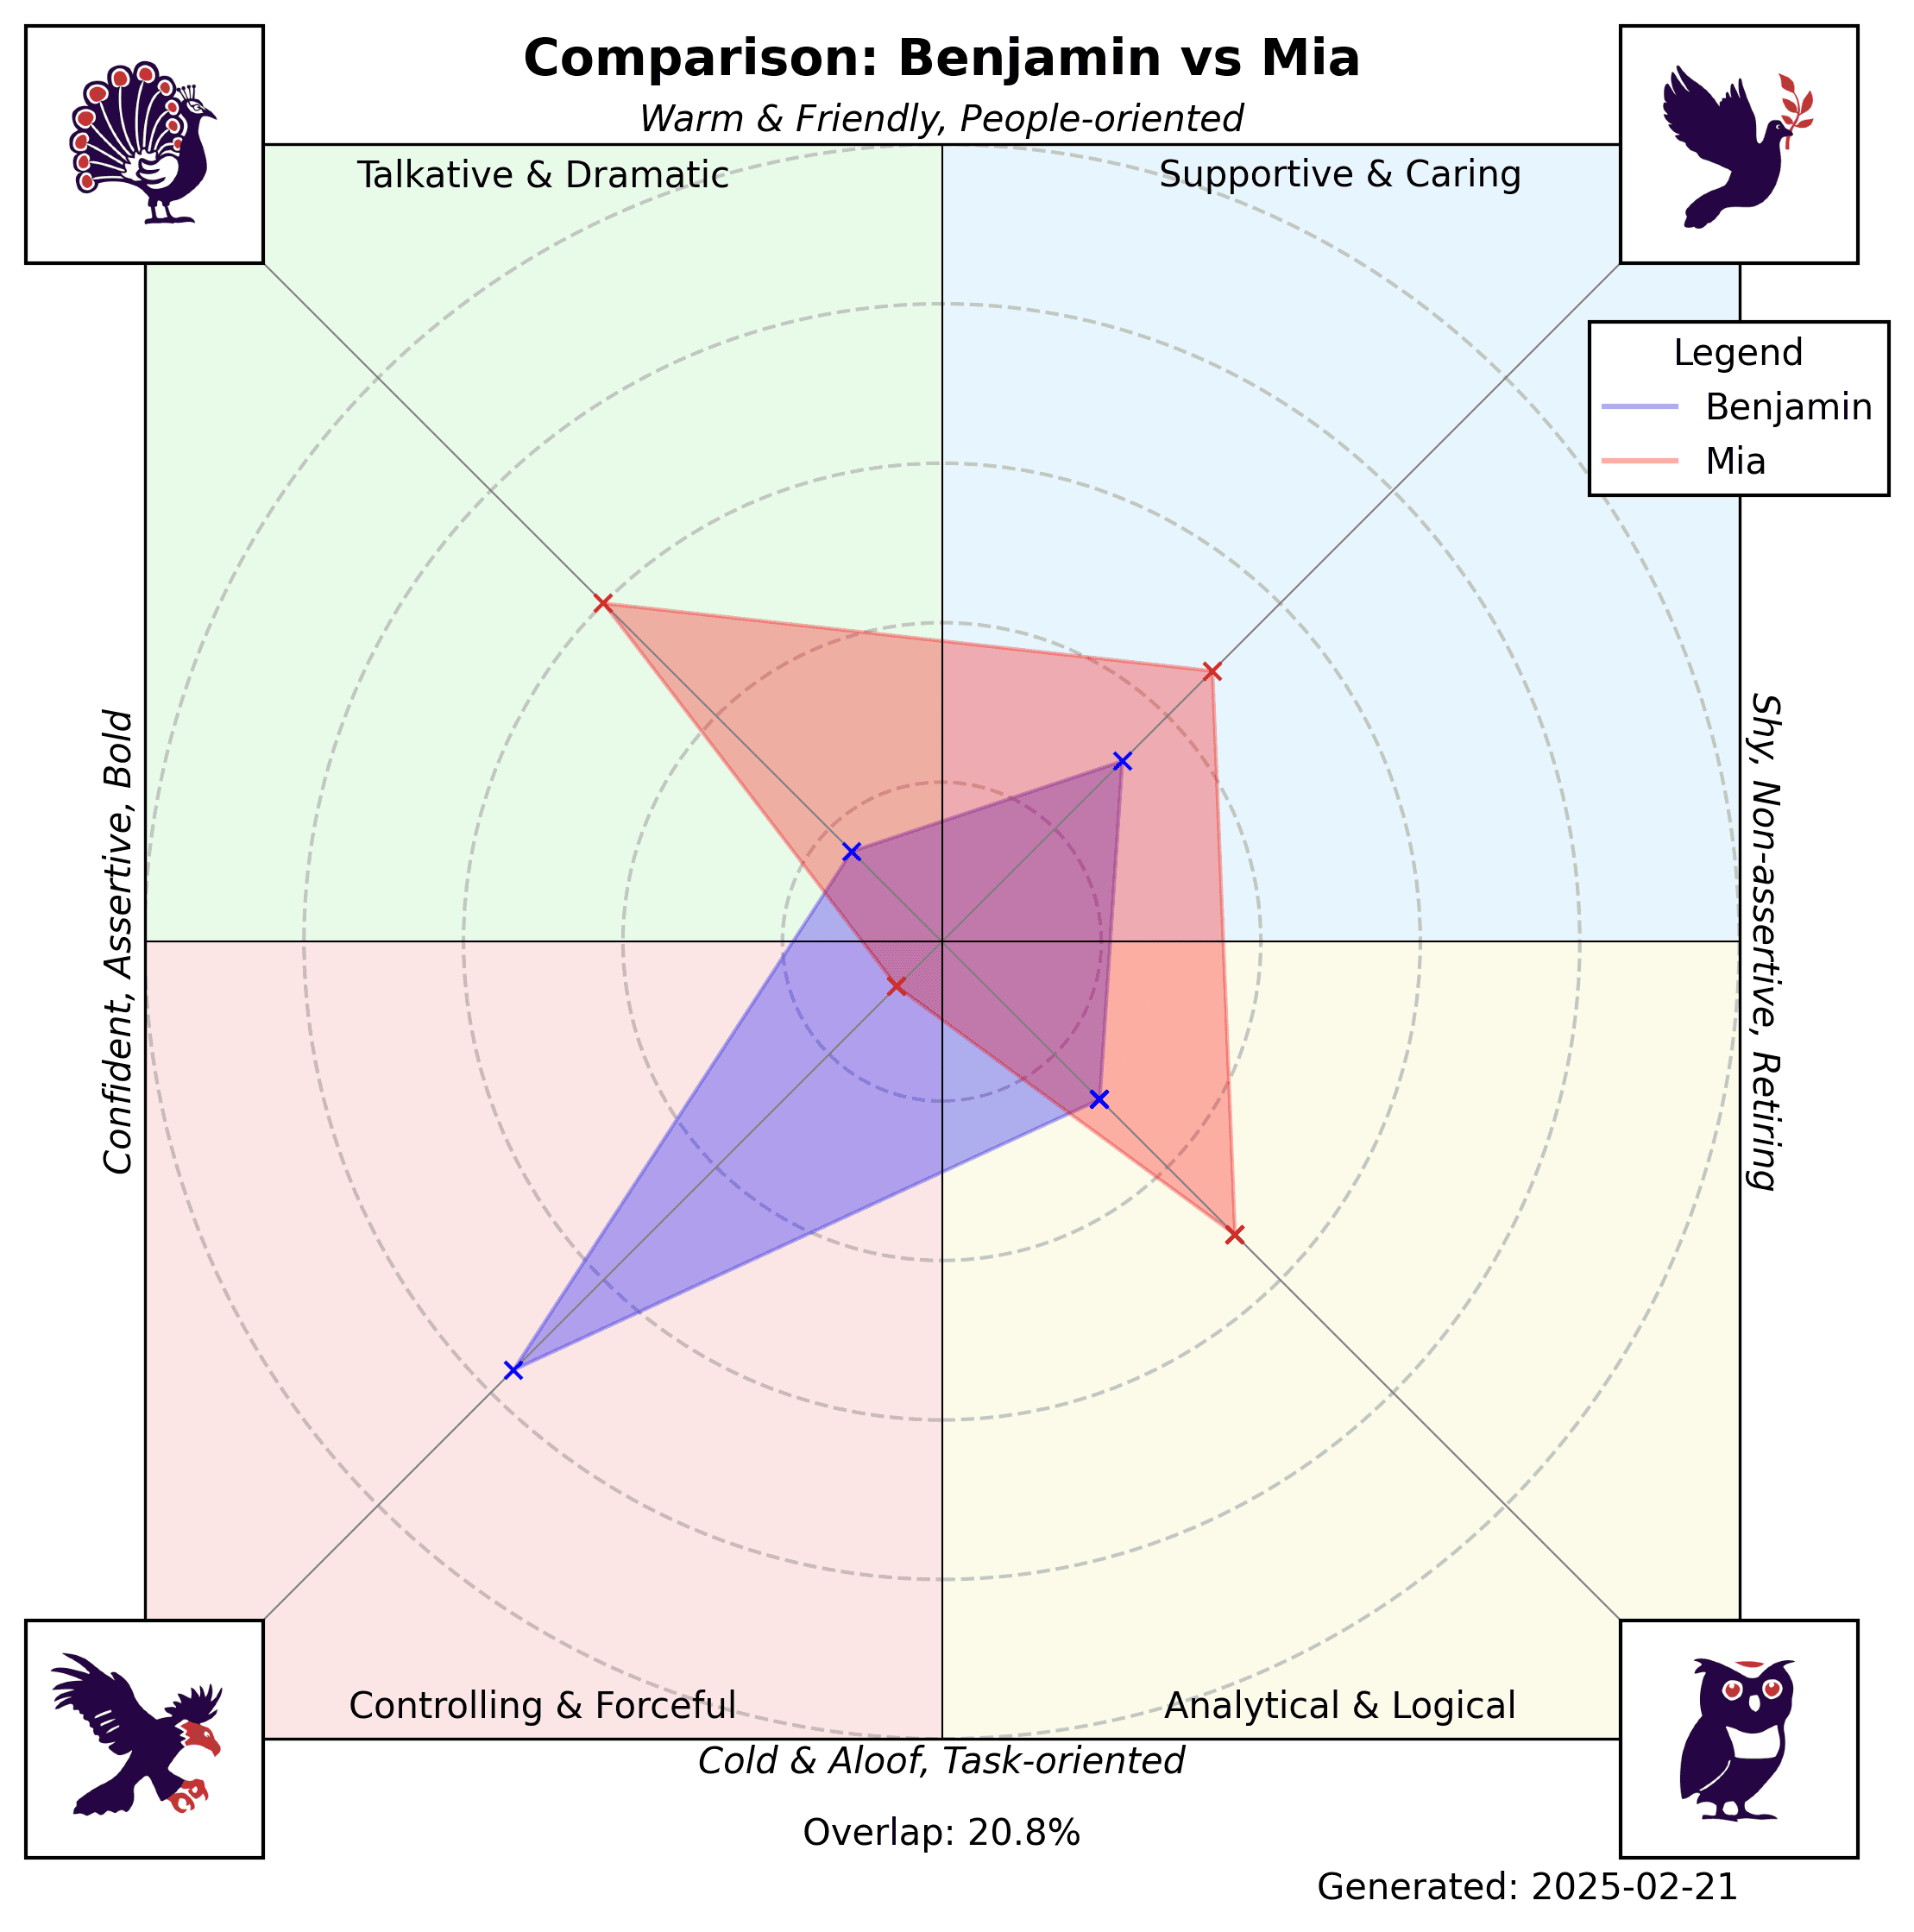 Comparison: Benjamin vs Mia
Warm & Friendly, People-oriented
Talkative & Dramatic
Supportive & Caring
Legend
Benjamin
Mia
Confident, Assertive, Bold
Shy, Non-assertive, Retiring
Controlling & Forceful
Analytical & Logical
Cold & Aloof, Task-oriented
Overlap: 20.8%
Generated: 2025-02-21